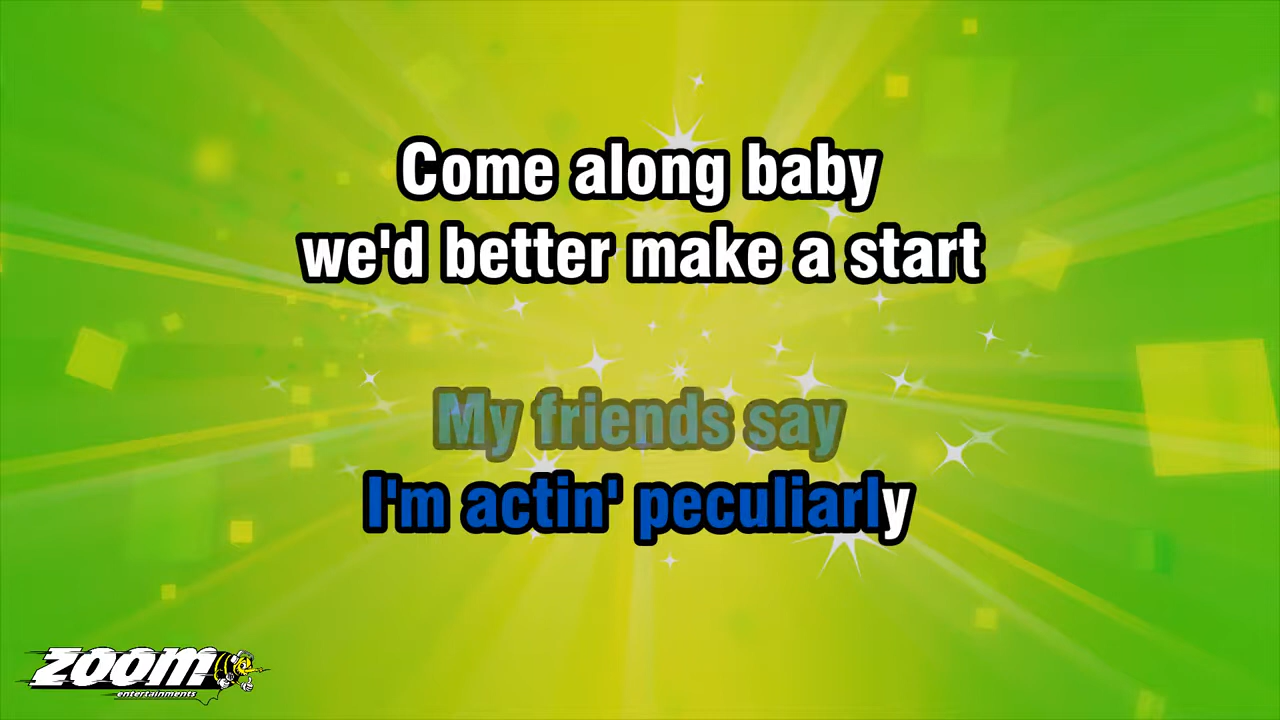 Come along baby
we'd better make a start
My friends say
I'm actin' peculiarly
ZOOM
entertainments